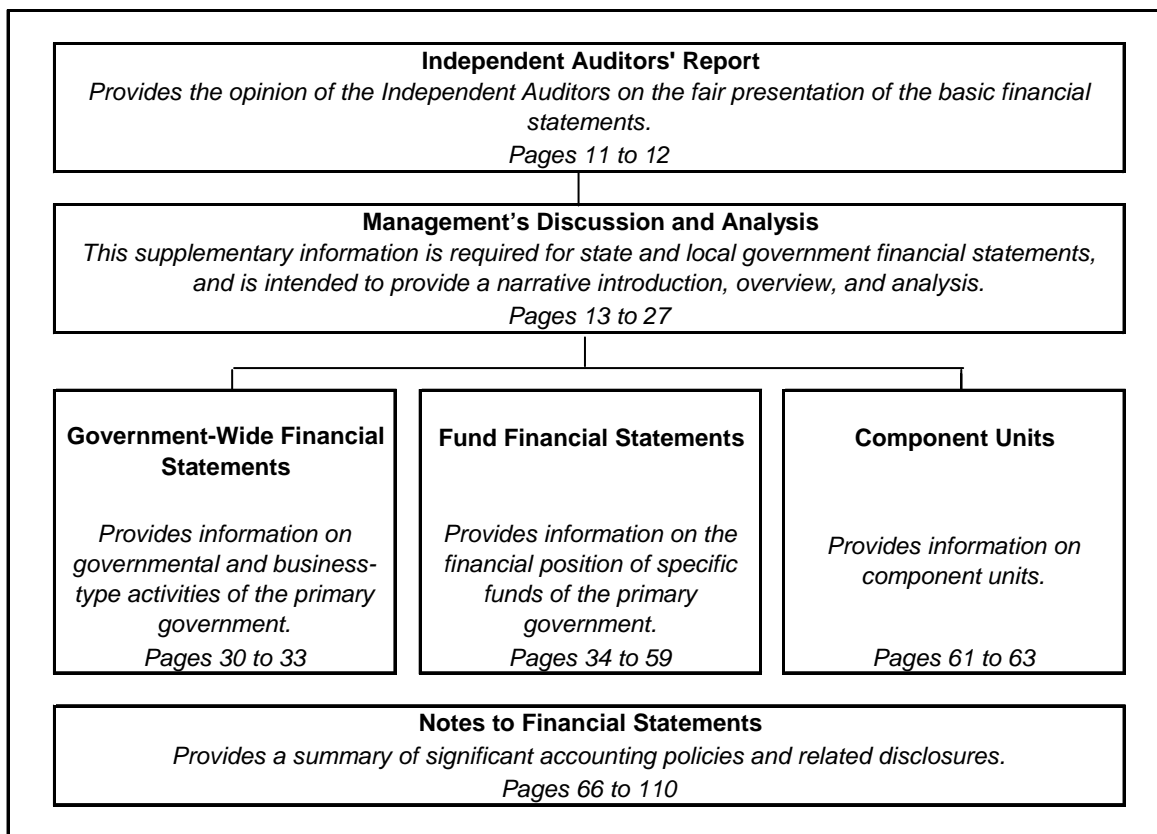 Independent Auditors' Report
Provides the opinion of the Independent Auditors on the fair presentation of the basic financial
statements.
Pages 11 to 12
Management’s Discussion and Analysis
This supplementary information is required for state and local government financial statements,
and is intended to provide a narrative introduction, overview, and analysis.
Pages 13 to 27
Government-Wide Financial
Statements
Provides information on
governmental and business-
type activities of the primary
government.
Pages 30 to 33
Fund Financial Statements
Provides information on the
financial position of specific
funds of the primary
government.
Pages 34 to 59
Component Units
Provides information on
component units.
Pages 61 to 63
Notes to Financial Statements
Provides a summary of significant accounting policies and related disclosures.
Pages 66 to 110